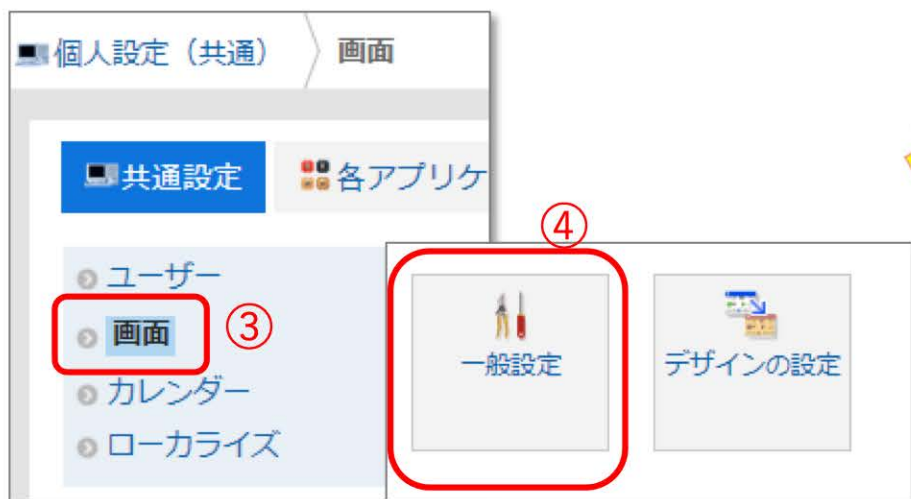 個人設定（共通） 画面
共通設定 各アプリケ
ユーザー
画面 ③
カレンダー
ローカライズ
④
一般設定 デザインの設定